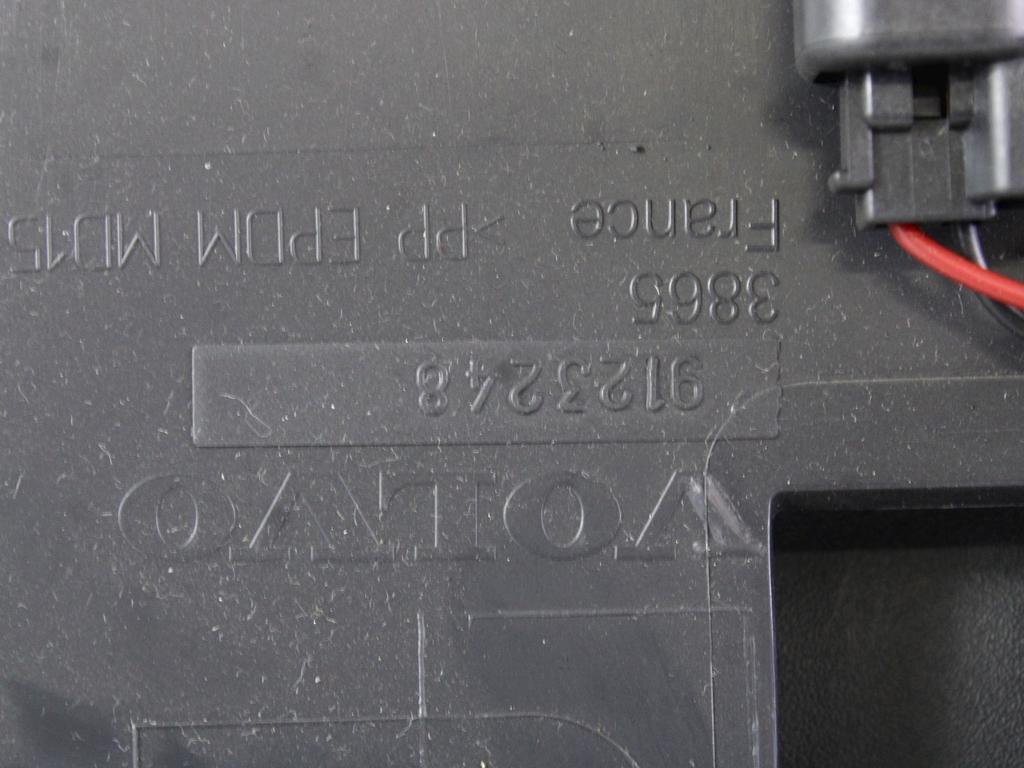 VOLVO
9123248
3865
France >PP EPDM MD15